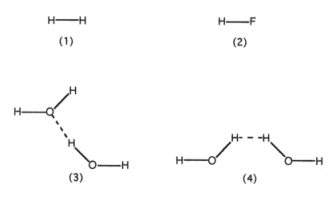 H—H H—F
(1) (2)
H
H—O
H H---H
O—H H—O O—H
(3) (4)